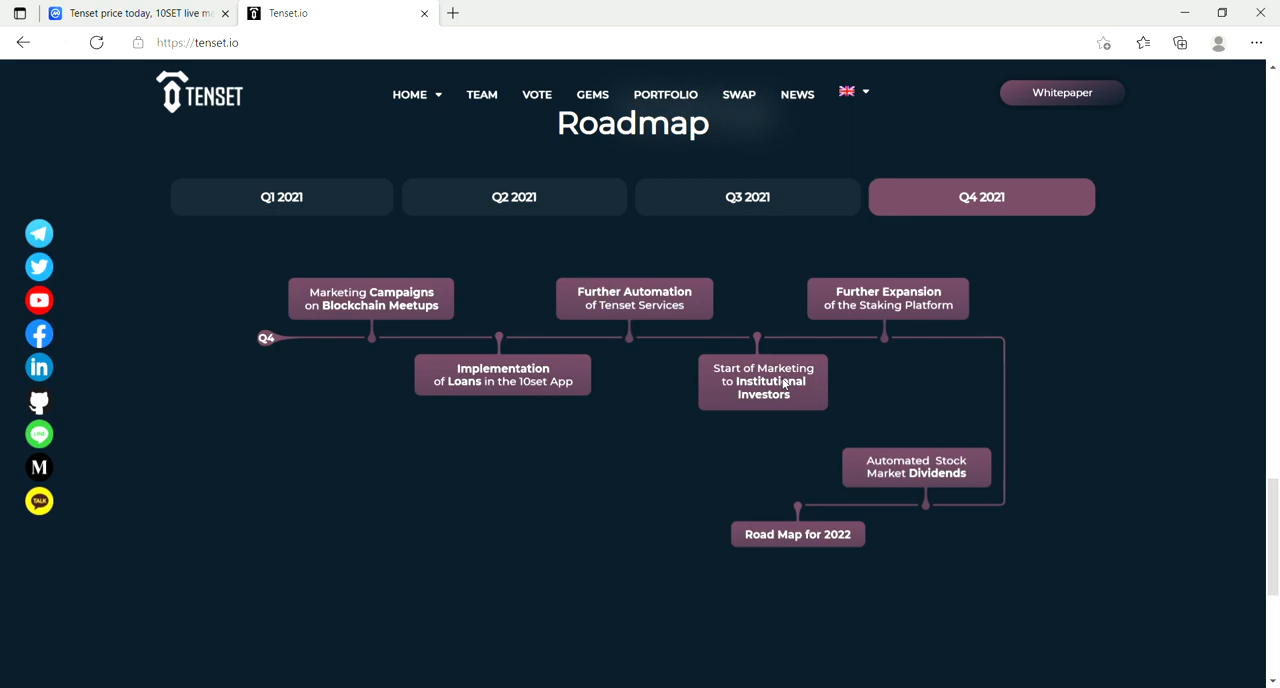 Tenset price today, 10SET live ma
Tenset.io
https://tenset.io
TENSET
HOME
TEAM
VOTE
GEMS
PORTFOLIO
SWAP
NEWS
Whitepaper
Roadmap
Q1 2021
Q2 2021
Q3 2021
Q4 2021
Marketing Campaigns
on Blockchain Meetups
Further Automation
of Tenset Services
Further Expansion
of the Staking Platform
Q4
Implementation
of Loans in the 10set App
Start of Marketing
to Institutional
Investors
LINE
M
TALK
Automated Stock
Market Dividends
Road Map for 2022